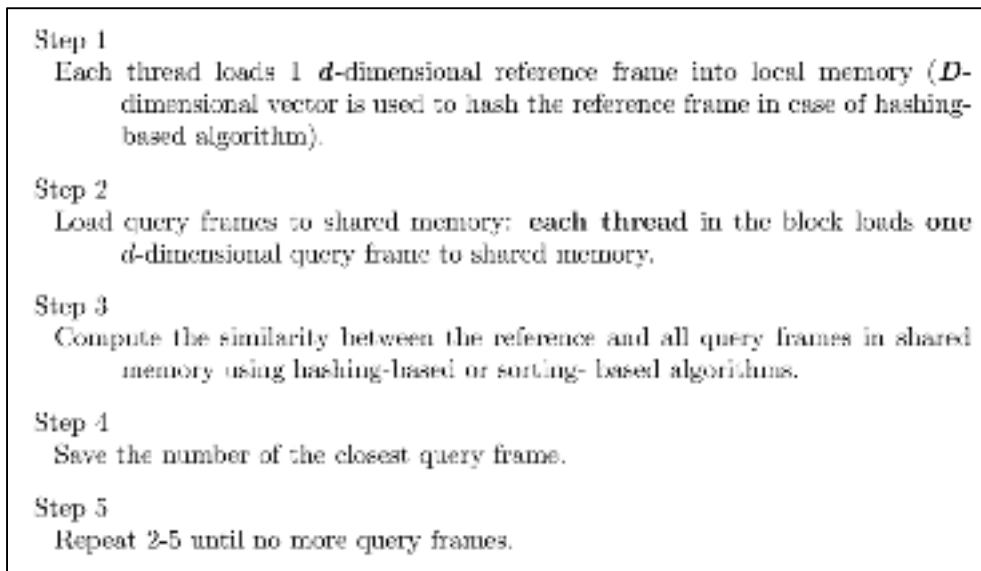 Step 1
Each thread loads 1 d-dimensional reference frame into local memory (D-
dimensional vector is used to hash the reference frame in case of hashing-
based algorithm).
Step 2
Load query frames to shared memory: each thread in the block loads one
d-dimensional query frame to shared memory.
Step 3
Compute the similarity between the reference and all query frames in shared
memory using hashing-based or sorting- based algorithms.
Step 4
Save the number of the closest query frame.
Step 5
Repeat 2-5 until no more query frames.